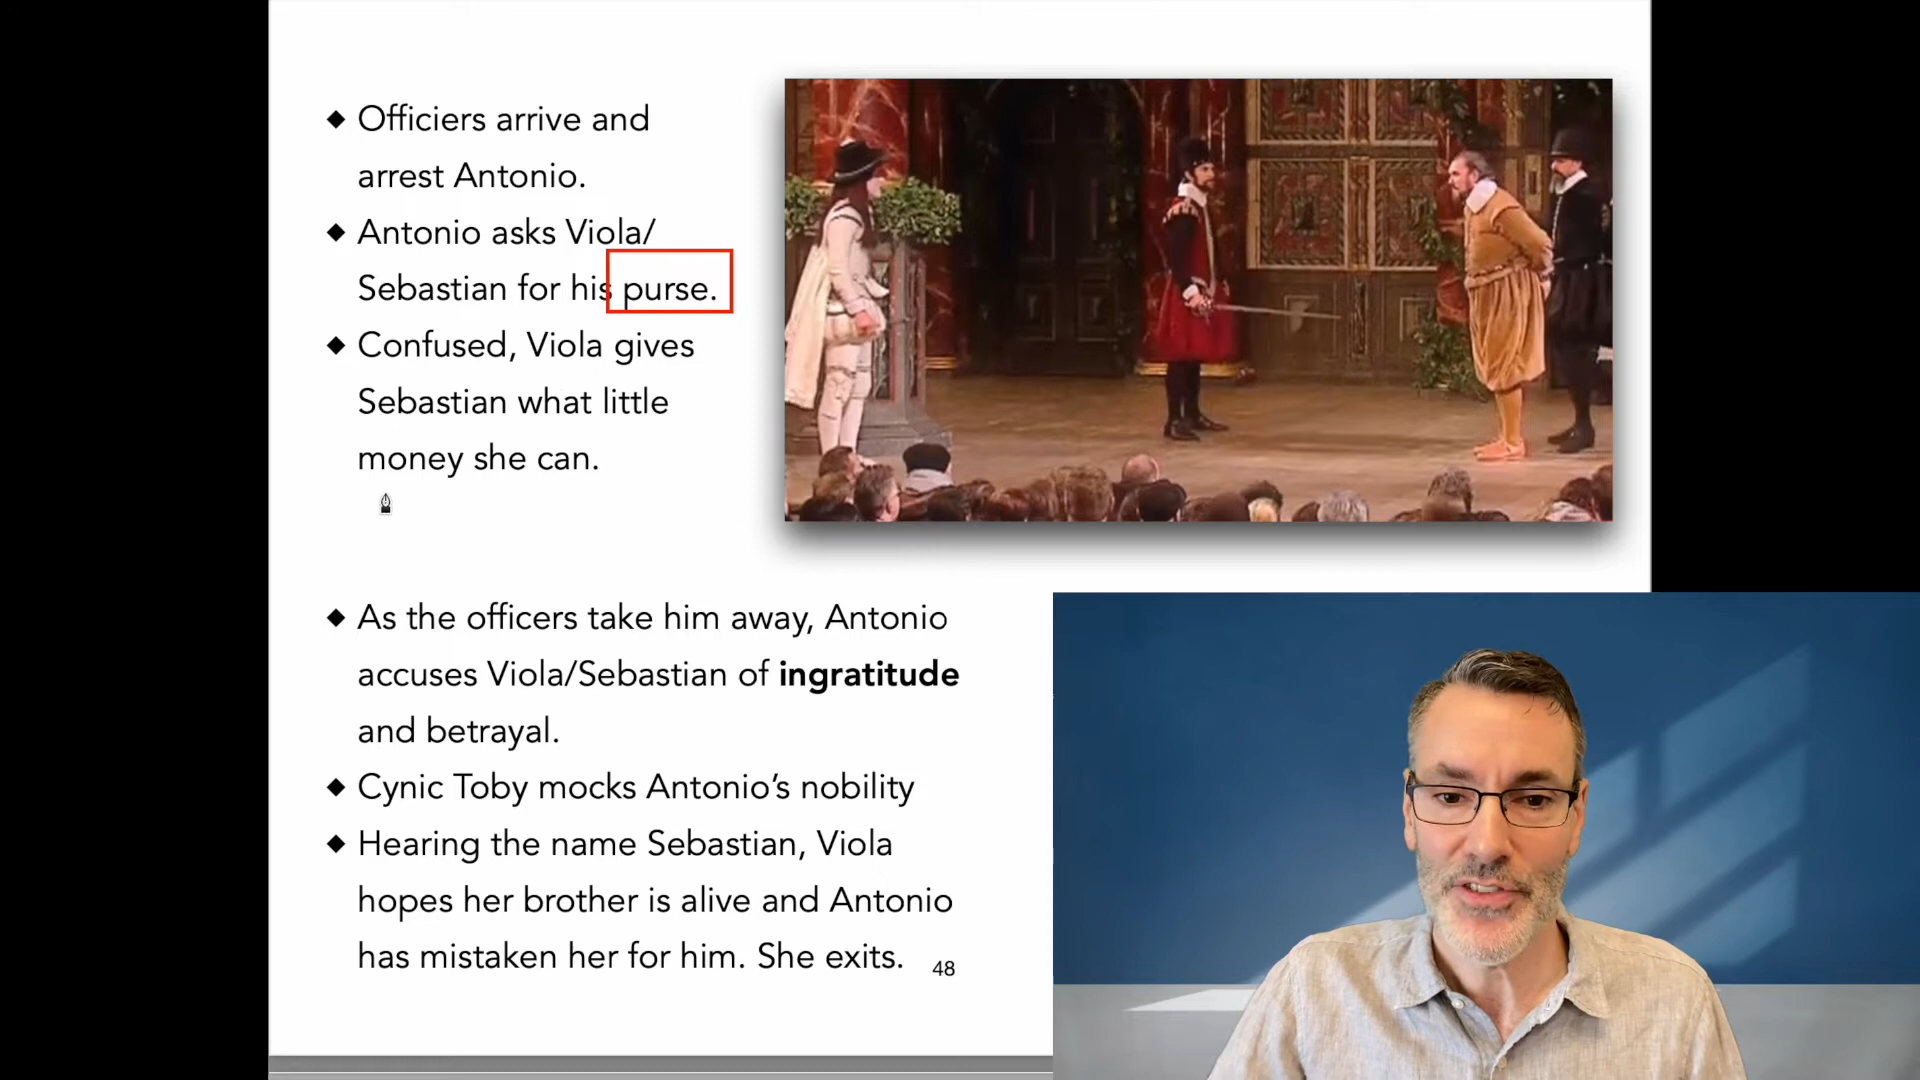 ◆ Officiers arrive and
arrest Antonio.
◆ Antonio asks Viola/
Sebastian for his purse.
◆ Confused, Viola gives
Sebastian what little
money she can.
◆ As the officers take him away, Antonio
accuses Viola/Sebastian of ingratitude
and betrayal.
◆ Cynic Toby mocks Antonio’s nobility
◆ Hearing the name Sebastian, Viola
hopes her brother is alive and Antonio
has mistaken her for him. She exits.
48